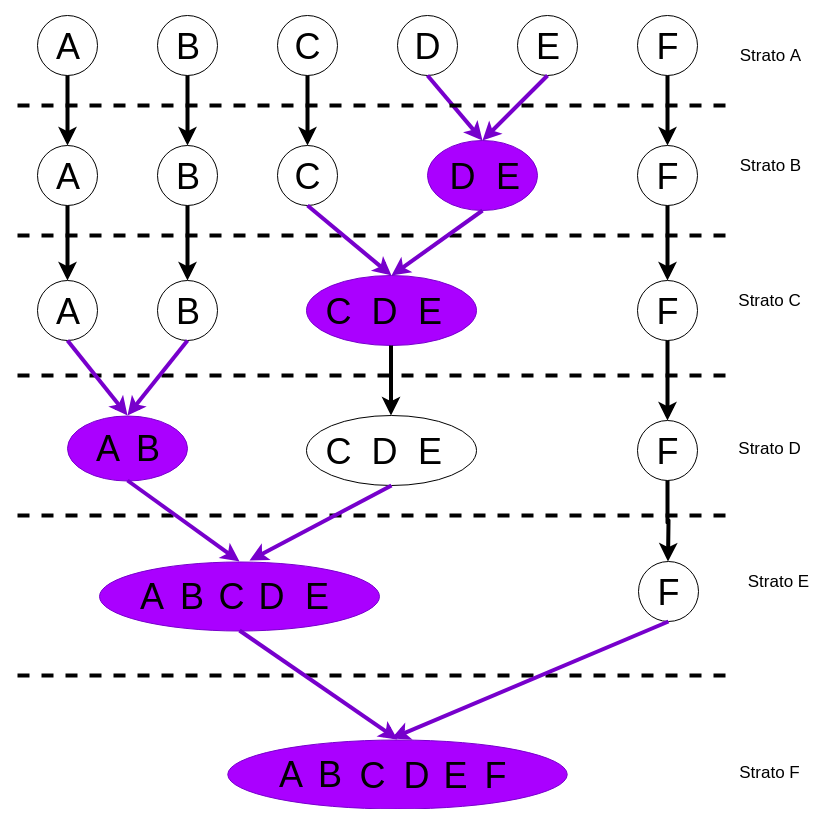 A B C D E F Strato A
A B C D E F Strato B
A B C D E F Strato C
A B C D E F Strato D
A B C D E F Strato E
A B C D E F Strato F